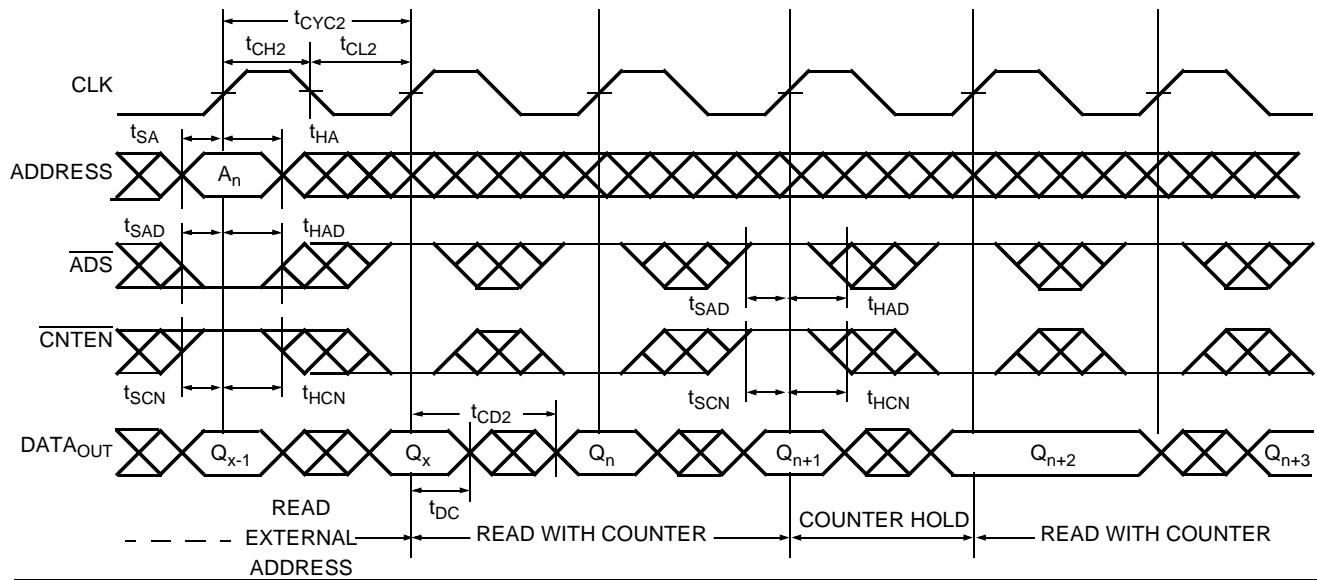 tCYC2
tCH2 tCL2
CLK
tSA tHA
ADDRESS An
tSAD tHAD
ADS
tSAD tHAD
CNTEN
tSCN tHCN tSCN tHCN
tCD2
DATAOUT Qx-1 Qx Qn Qn+1 Qn+2 Qn+3
tDC
READ
EXTERNAL
ADDRESS
READ WITH COUNTER
COUNTER HOLD
READ WITH COUNTER